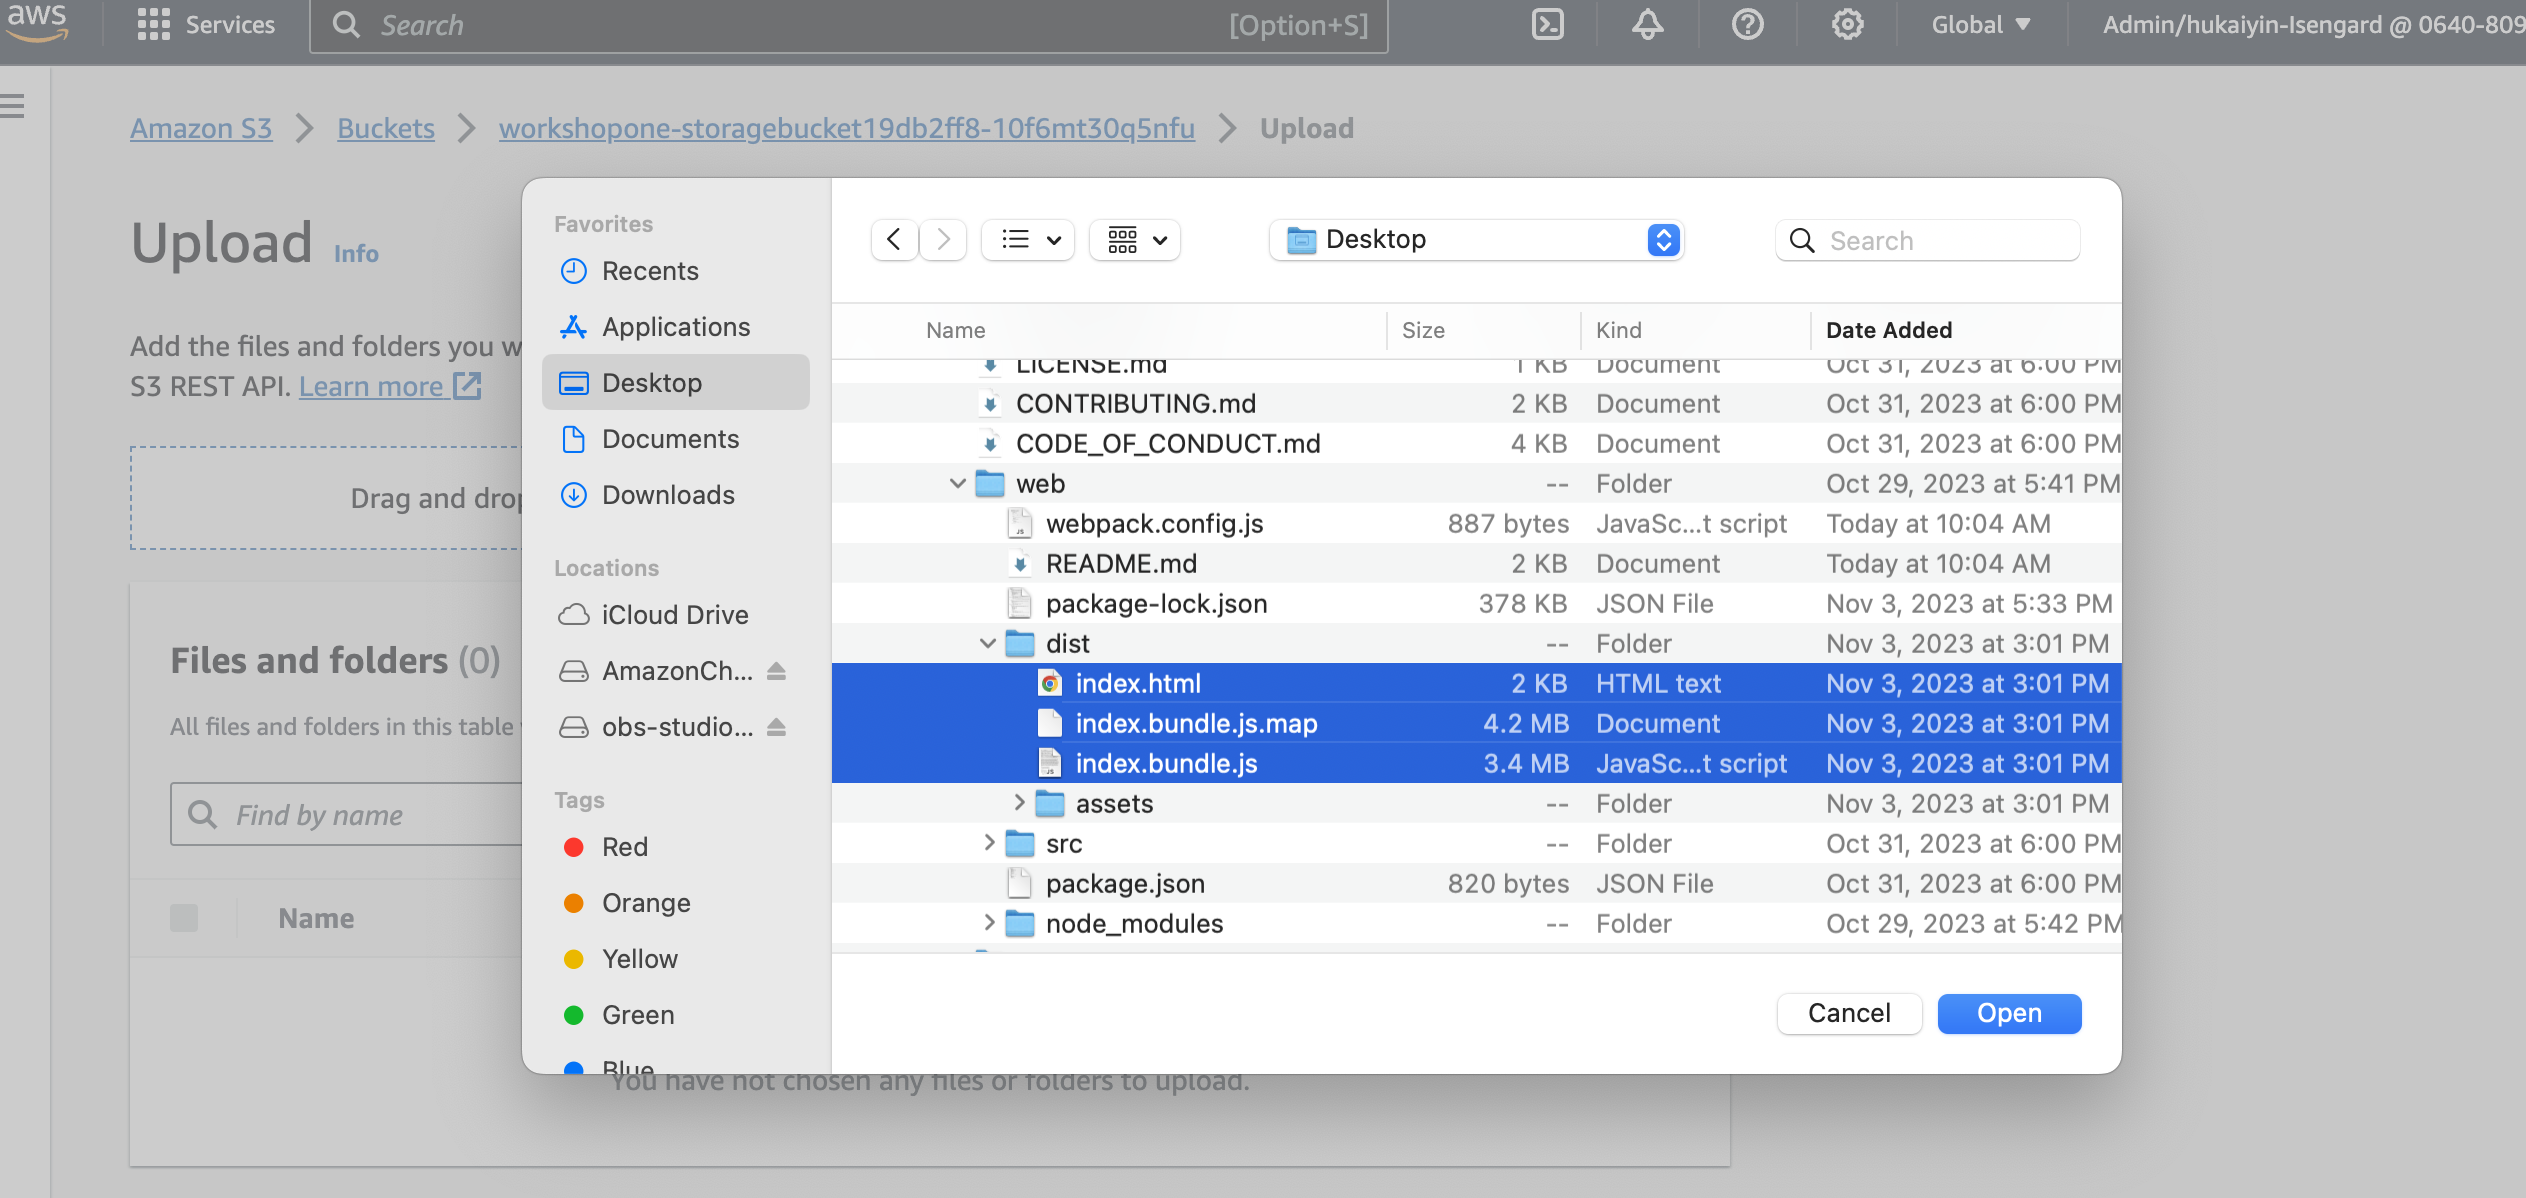 aws
Services
Search
[Option+S]
Global
Admin/hukaiyin-Isengard @ 0640-809
Amazon S3
Buckets
workshopone-storagebucket19db2ff8-10f6mt30q5nfu
Upload
Upload
Info
Add the files and folders you w
S3 REST API. Learn more
Drag and drop
Files and folders (0)
All files and folders in this table
Find by name
Name
You have not chosen any files or folders to upload.
Favorites
Recents
Applications
Desktop
Documents
Downloads
Locations
iCloud Drive
AmazonCh...
obs-studio...
Tags
Red
Orange
Yellow
Green
Blue
Desktop
Search
Name Size Kind Date Added
LICENSE.md 1 KB Document Oct 31, 2023 at 6:00 PM
CONTRIBUTING.md 2 KB Document Oct 31, 2023 at 6:00 PM
CODE_OF_CONDUCT.md 4 KB Document Oct 31, 2023 at 6:00 PM
web -- Folder Oct 29, 2023 at 5:41 PM
webpack.config.js 887 bytes JavaSc...t script Today at 10:04 AM
README.md 2 KB Document Today at 10:04 AM
package-lock.json 378 KB JSON File Nov 3, 2023 at 5:33 PM
dist -- Folder Nov 3, 2023 at 3:01 PM
index.html 2 KB HTML text Nov 3, 2023 at 3:01 PM
index.bundle.js.map 4.2 MB Document Nov 3, 2023 at 3:01 PM
index.bundle.js 3.4 MB JavaSc...t script Nov 3, 2023 at 3:01 PM
assets -- Folder Nov 3, 2023 at 3:01 PM
src -- Folder Oct 31, 2023 at 6:00 PM
package.json 820 bytes JSON File Oct 31, 2023 at 6:00 PM
node_modules -- Folder Oct 29, 2023 at 5:42 PM
Cancel
Open